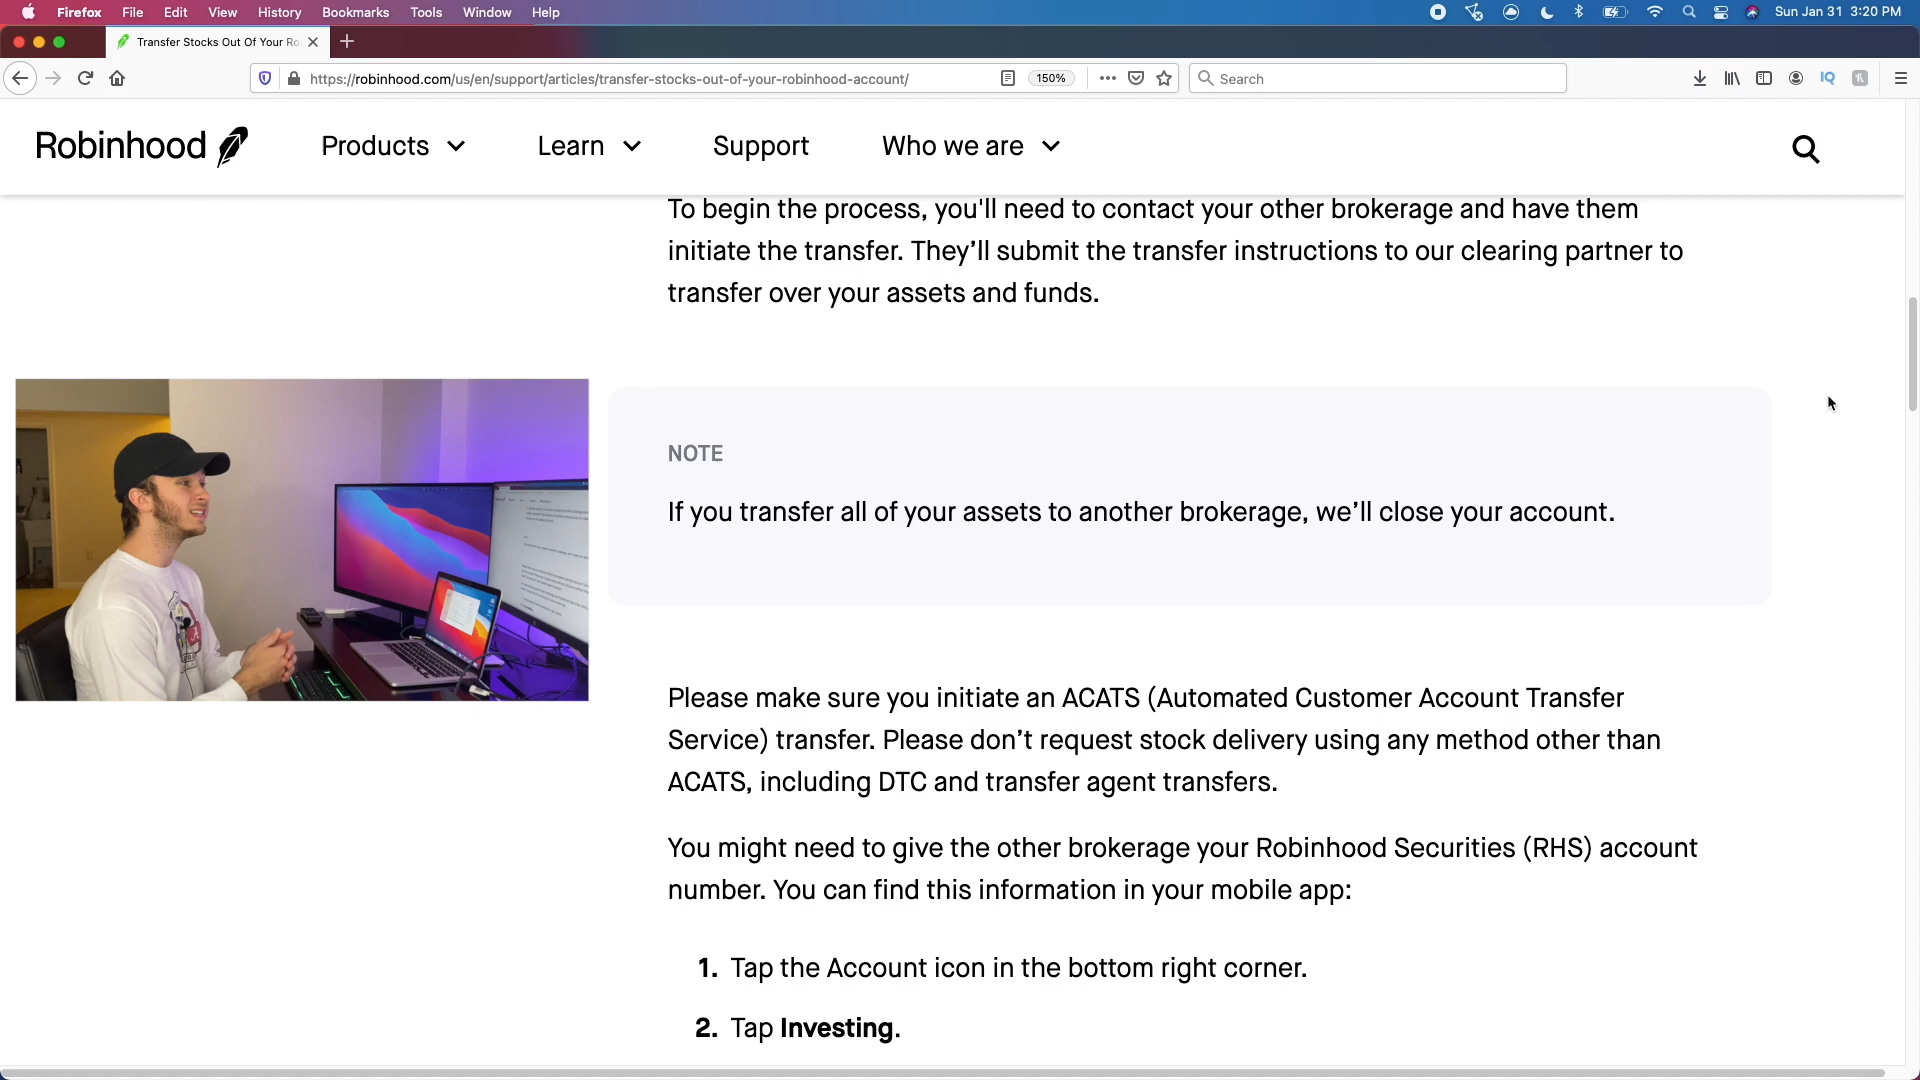 Firefox File Edit View History Bookmarks Tools Window Help Sun Jan 31 3:20 PM
Transfer Stocks Out Of Your Ro
https://robinhood.com/us/en/support/articles/transfer-stocks-out-of-your-robinhood-account/ 150% Search IQ
Robinhood Products Learn Support Who we are
To begin the process, you'll need to contact your other brokerage and have them
initiate the transfer. They’ll submit the transfer instructions to our clearing partner to
transfer over your assets and funds.
NOTE
If you transfer all of your assets to another brokerage, we’ll close your account.
Please make sure you initiate an ACATS (Automated Customer Account Transfer
Service) transfer. Please don’t request stock delivery using any method other than
ACATS, including DTC and transfer agent transfers.
You might need to give the other brokerage your Robinhood Securities (RHS) account
number. You can find this information in your mobile app:
1. Tap the Account icon in the bottom right corner.
2. Tap Investing.